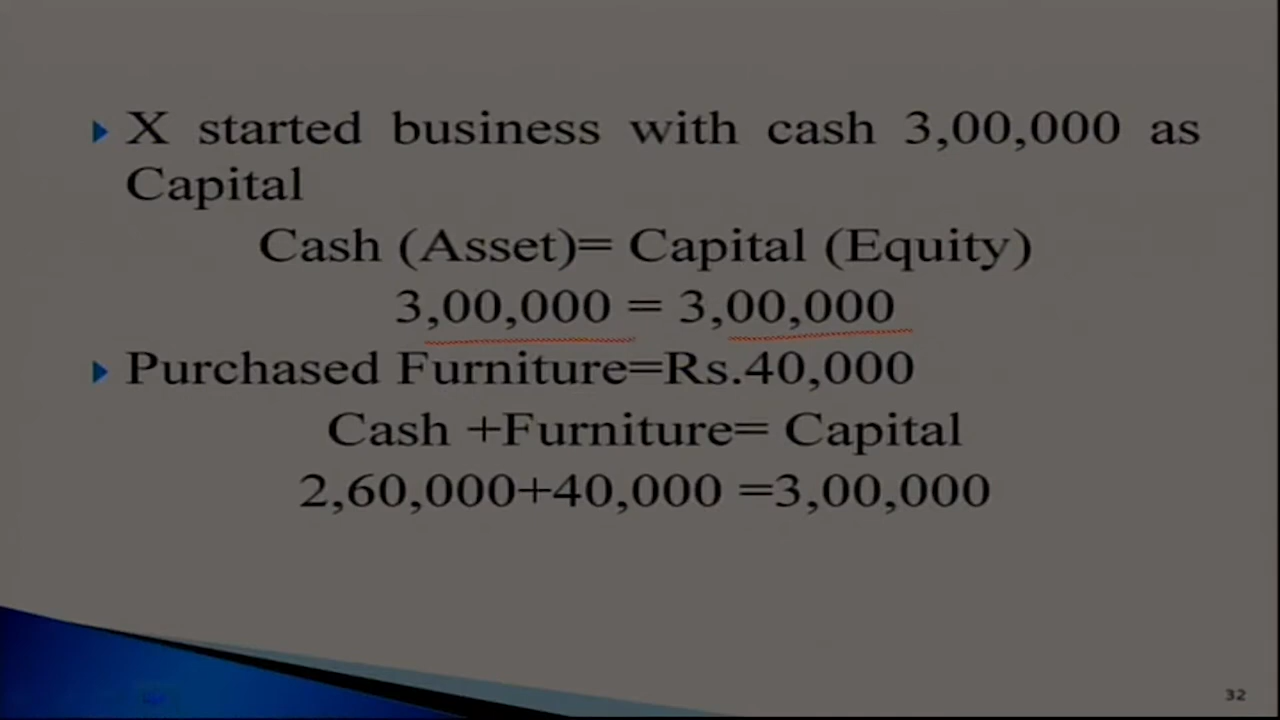 X started business with cash 3,00,000 as
Capital
Cash (Asset)= Capital (Equity)
3,00,000 = 3,00,000
Purchased Furniture=Rs.40,000
Cash +Furniture= Capital
2,60,000+40,000 =3,00,000
32